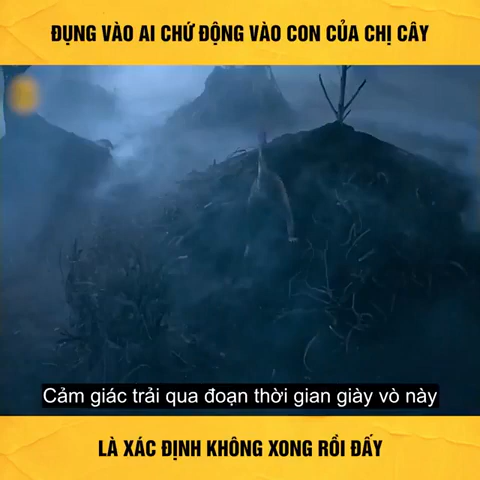 ĐỤNG VÀO AI CHỨ ĐỘNG VÀO CON CỦA CHỊ CÂY
Cảm giác trải qua đoạn thời gian giày vò này
LÀ XÁC ĐỊNH KHÔNG XONG RỒI ĐẤY